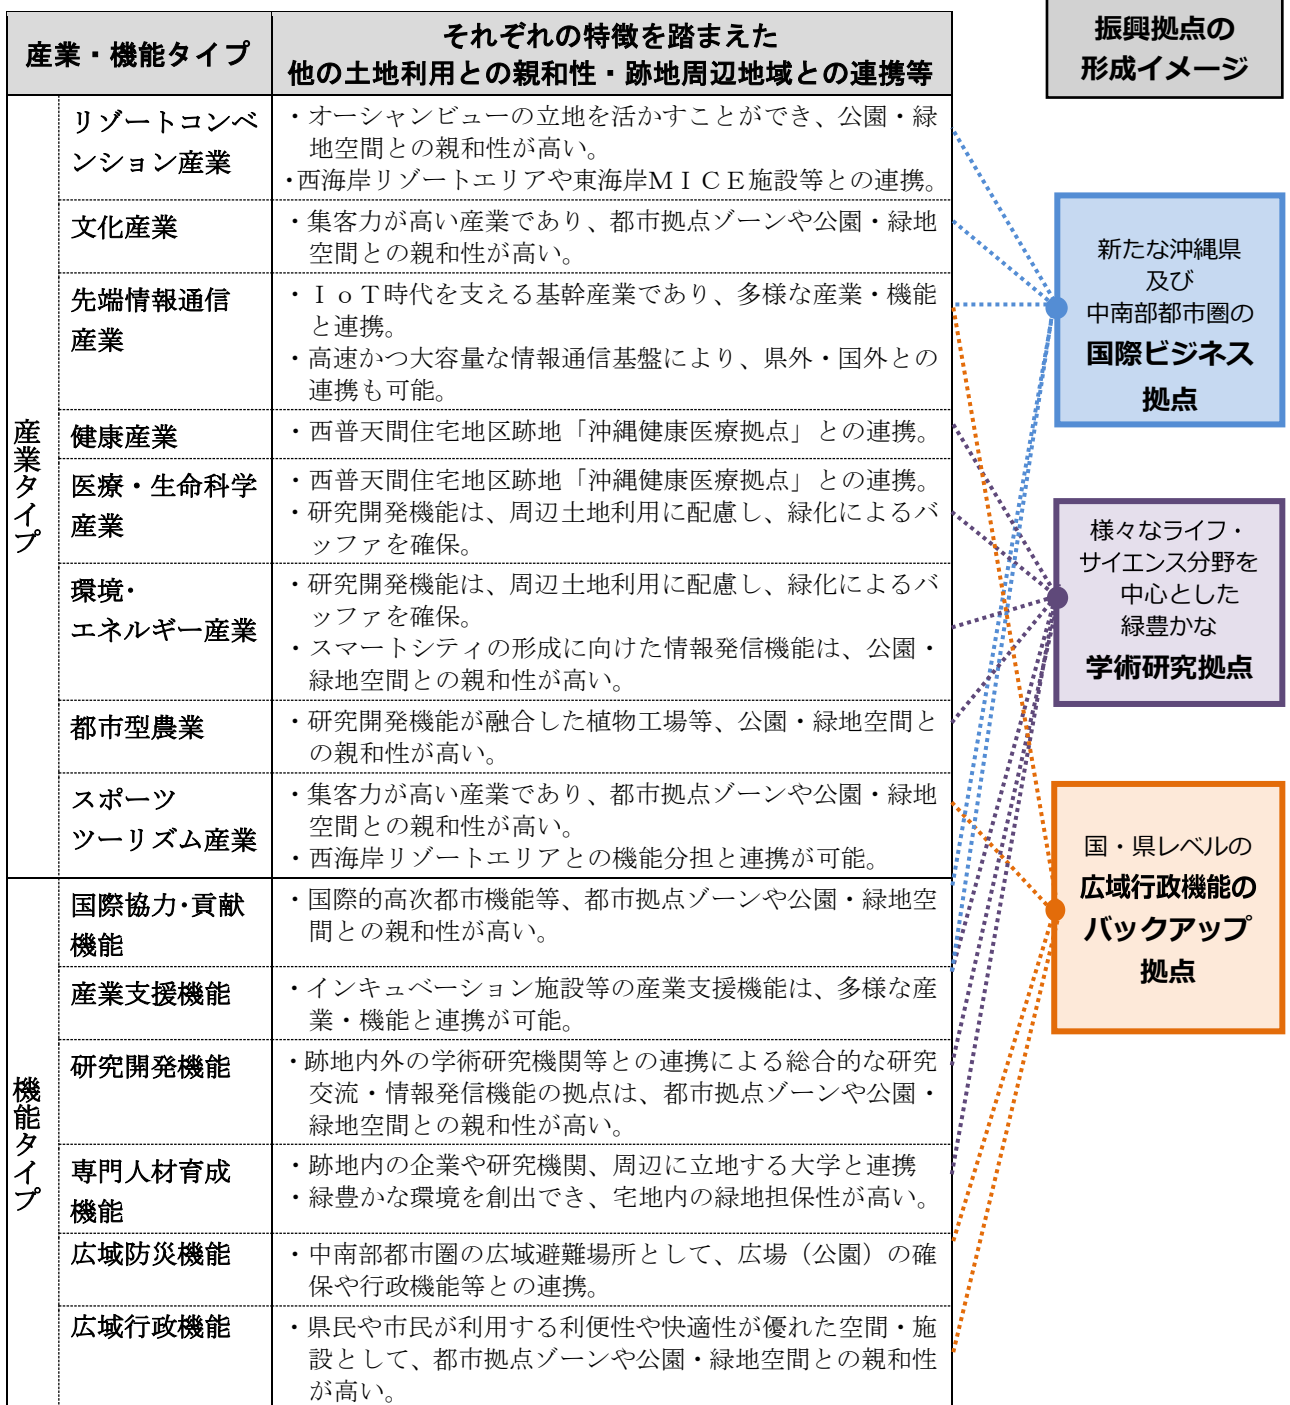 産業・機能タイプ
それぞれの特徴を踏まえた
他の土地利用との親和性・跡地周辺地域との連携等
産業タイプ
リゾートコンベ
ンション産業
・オーシャンビューの立地を活かすことができ、公園・緑
地空間との親和性が高い。
・西海岸リゾートエリアや東海岸ＭＩＣＥ施設等との連携。
文化産業
・集客力が高い産業であり、都市拠点ゾーンや公園・緑地
空間との親和性が高い。
先端情報通信
産業
・ＩｏＴ時代を支える基幹産業であり、多様な産業・機能
と連携。
・高速かつ大容量な情報通信基盤により、県外・国外との
連携も可能。
健康産業
・西普天間住宅地区跡地「沖縄健康医療拠点」との連携。
医療・生命科学
産業
・西普天間住宅地区跡地「沖縄健康医療拠点」との連携。
・研究開発機能は、周辺土地利用に配慮し、緑化によるバ
ッファを確保。
環境・
エネルギー産業
・研究開発機能は、周辺土地利用に配慮し、緑化によるバ
ッファを確保。
・スマートシティの形成に向けた情報発信機能は、公園・
緑地空間との親和性が高い。
都市型農業
・研究開発機能が融合した植物工場等、公園・緑地空間と
の親和性が高い。
スポーツ
ツーリズム産業
・集客力が高い産業であり、都市拠点ゾーンや公園・緑地
空間との親和性が高い。
・西海岸リゾートエリアとの機能分担と連携が可能。
機能タイプ
国際協力・貢献
機能
・国際的高次都市機能等、都市拠点ゾーンや公園・緑地空
間との親和性が高い。
産業支援機能
・インキュベーション施設等の産業支援機能は、多様な産
業・機能と連携が可能。
研究開発機能
・跡地内外の学術研究機関等との連携による総合的な研究
交流・情報発信機能の拠点は、都市拠点ゾーンや公園・
緑地空間との親和性が高い。
専門人材育成
機能
・跡地内の企業や研究機関、周辺に立地する大学と連携
・緑豊かな環境を創出でき、宅地内の緑地担保性が高い。
広域防災機能
・中南部都市圏の広域避難場所として、広場（公園）の確
保や行政機能等との連携。
広域行政機能
・県民や市民が利用する利便性や快適性が優れた空間・施
設として、都市拠点ゾーンや公園・緑地空間との親和性
が高い。
振興拠点の
形成イメージ
新たな沖縄県
及び
中南部都市圏の
国際ビジネス
拠点
様々なライフ・
サイエンス分野を
中心とした
緑豊かな
学術研究拠点
国・県レベルの
広域行政機能の
バックアップ
拠点